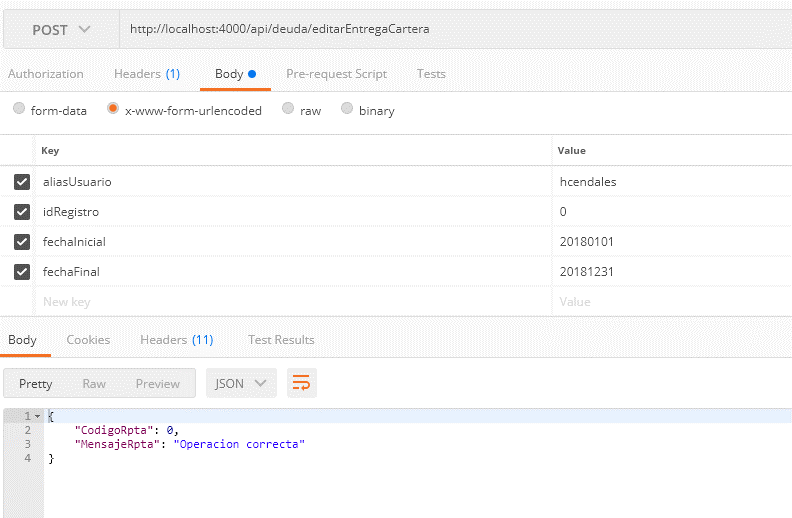 POST http://localhost:4000/api/deuda/editarEntregaCartera
Authorization Headers (1) Body Pre-request Script Tests
form-data x-www-form-urlencoded raw binary
Key Value
aliasUsuario hcendales
idRegistro 0
fechaInicial 20180101
fechaFinal 20181231
New key Value
Body Cookies Headers (11) Test Results
Pretty Raw Preview JSON
1 {
2 "CodigoRpta": 0,
3 "MensajeRpta": "Operacion correcta"
4 }